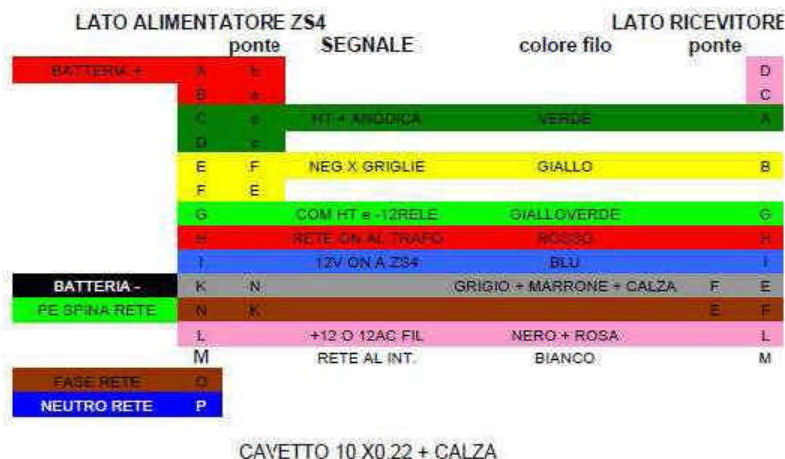 LATO ALIMENTATORE ZS4 LATO RICEVITORE
ponte SEGNALE colore filo ponte
BATTERIA + A D
B C
C HT + ANODICA VERDE A
D
E F NEG X GRIGLIE GIALLO B
F E
G COM HT e -12RELE GIALLOVERDE G
H RETE ON AL TRAFO ROSSO H
I 12V ON A ZS4 BLU I
BATTERIA - K N GRIGIO + MARRONE + CALZA F E
PE SPINA RETE N K E F
L +12 O 12AC FIL NERO + ROSA L
M RETE AL INT. BIANCO M
FASE RETE O
NEUTRO RETE P
CAVETTO 10 X0,22 + CALZA